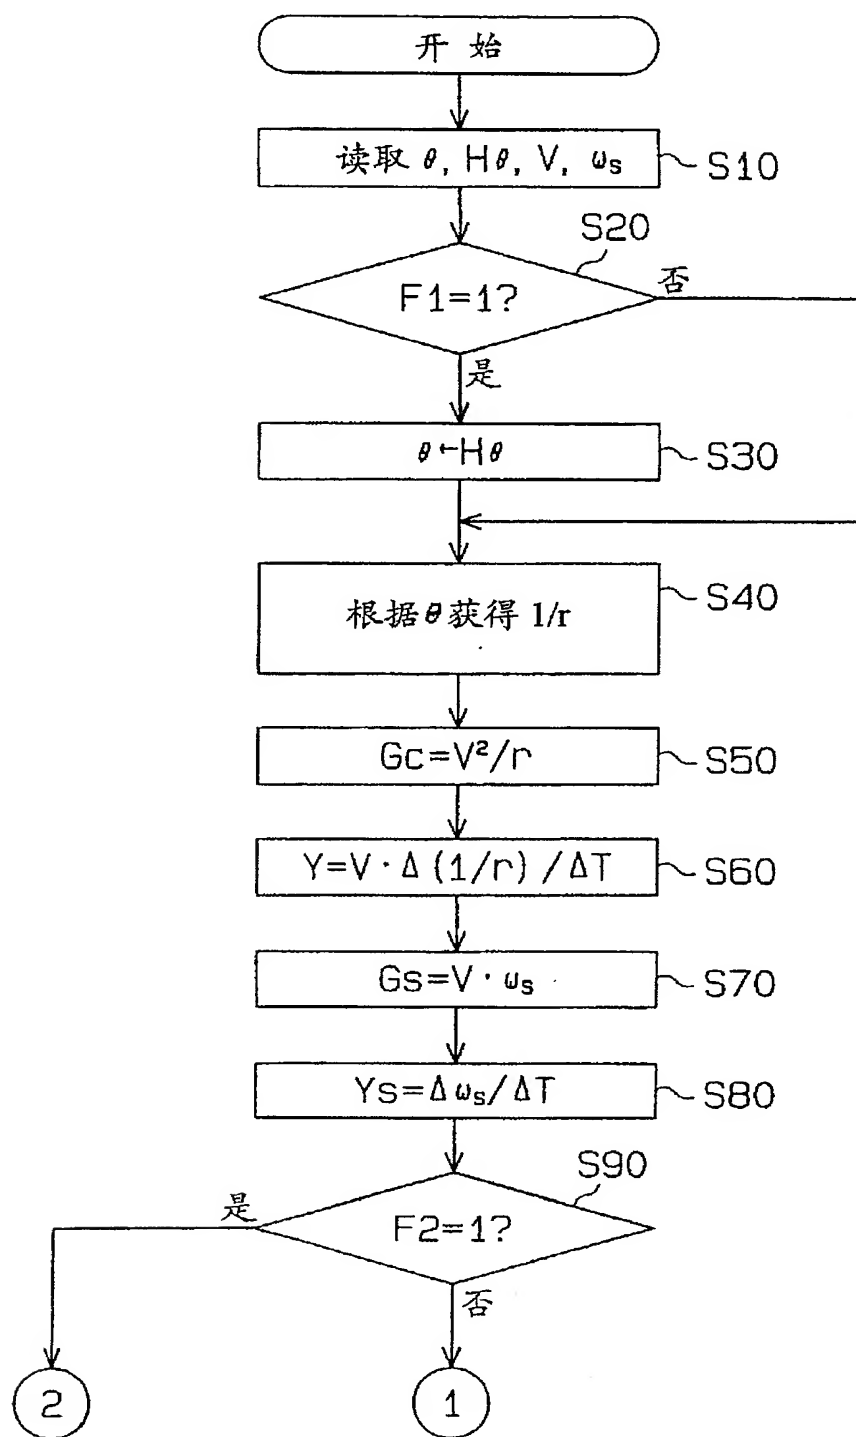 开 始
读取 θ, Hθ, V, ωs
S10
S20
F1=1?
否
是
θ←Hθ
S30
根据θ获得 1/r
S40
Gc=V²/r
S50
Y=V·Δ(1/r)/ΔT
S60
Gs=V·ωs
S70
Ys=Δωs/ΔT
S80
S90
是
F2=1?
否
2
1